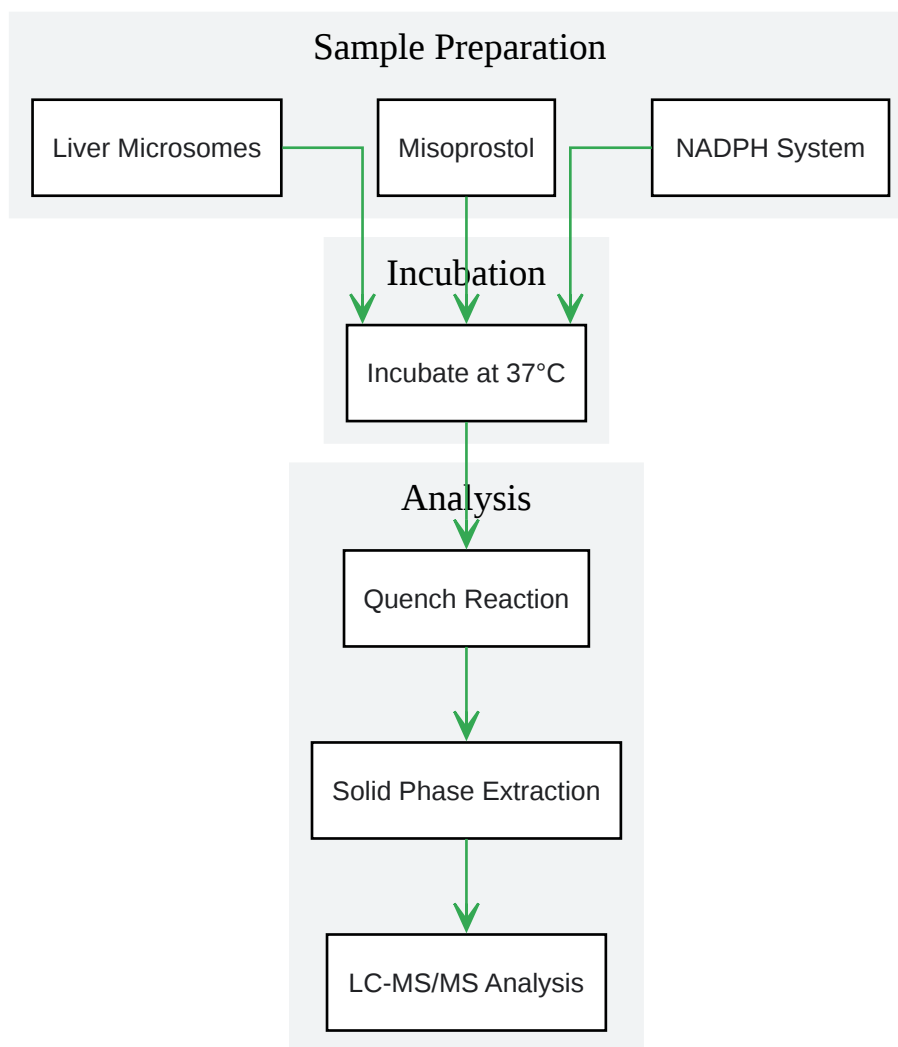 Sample Preparation
Liver Microsomes
Misoprostol
NADPH System
Incubation
Incubate at 37°C
Analysis
Quench Reaction
Solid Phase Extraction
LC-MS/MS Analysis